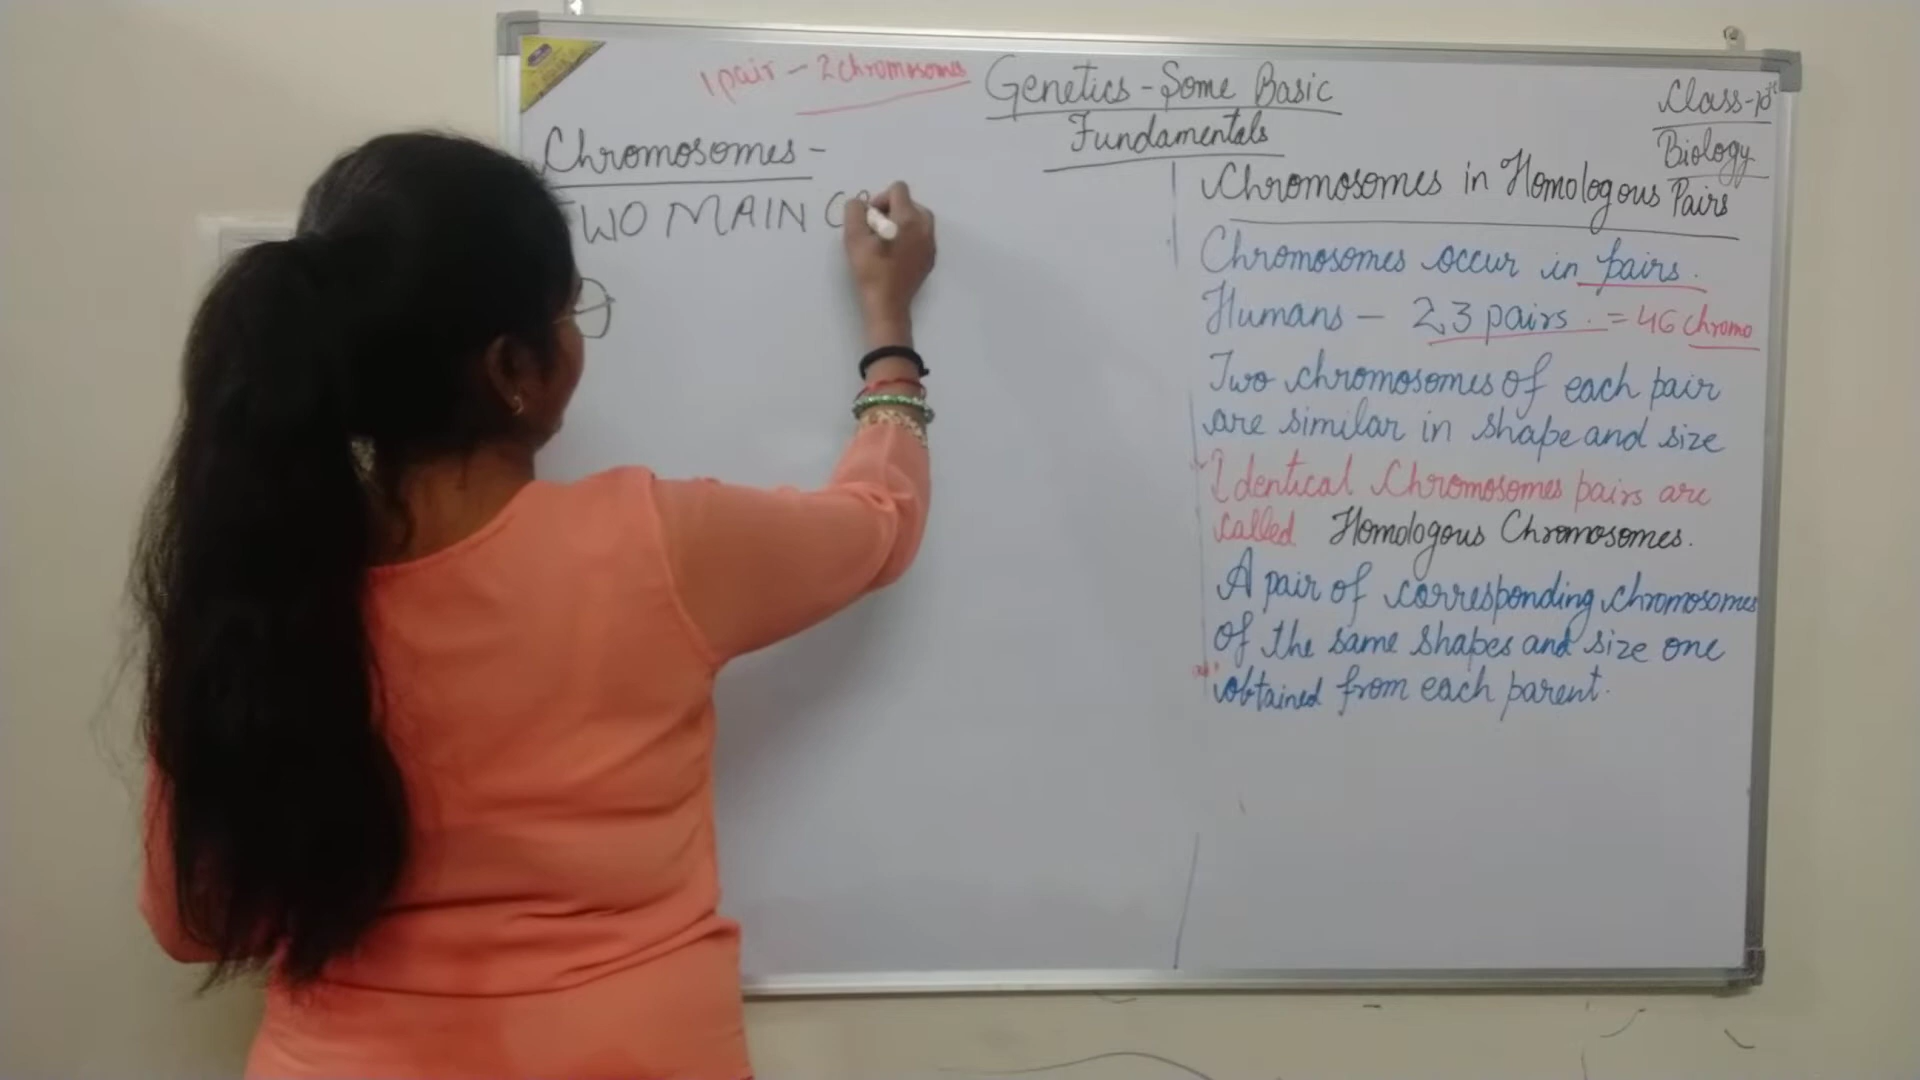 1 pair - 2 chromosomes
Genetics - Some Basic
Fundamentals
Class-10th
Biology
Chromosomes -
TWO MAIN
Chromosomes in Homologous
Pairs
Chromosomes occur in pairs.
Humans - 23 pairs. = 46 chromo
Two chromosomes of each pair
are similar in shape and size
Identical Chromosomes pairs are
called Homologous Chromosomes.
A pair of corresponding chromosomes
of the same shapes and size one
obtained from each parent.